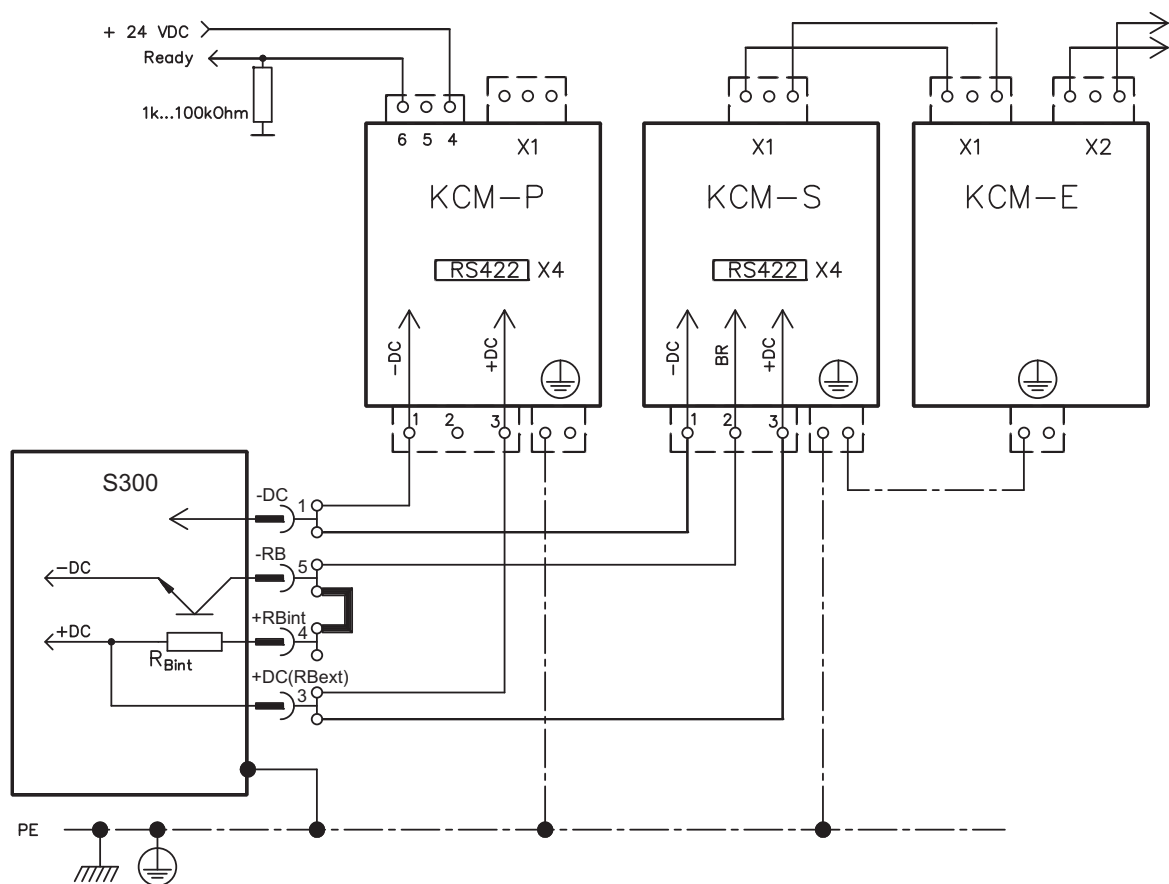 + 24 VDC
Ready
1k...100kOhm
6 5 4
X1
KCM-P
RS422 X4
-DC
+DC
1 2 3
X1
KCM-S
RS422 X4
-DC
BR
+DC
1 2 3
X1 X2
KCM-E
S300
-DC 1
-RB 5
-DC
+RBint 4
+DC
RBint
+DC(RBext) 3
PE